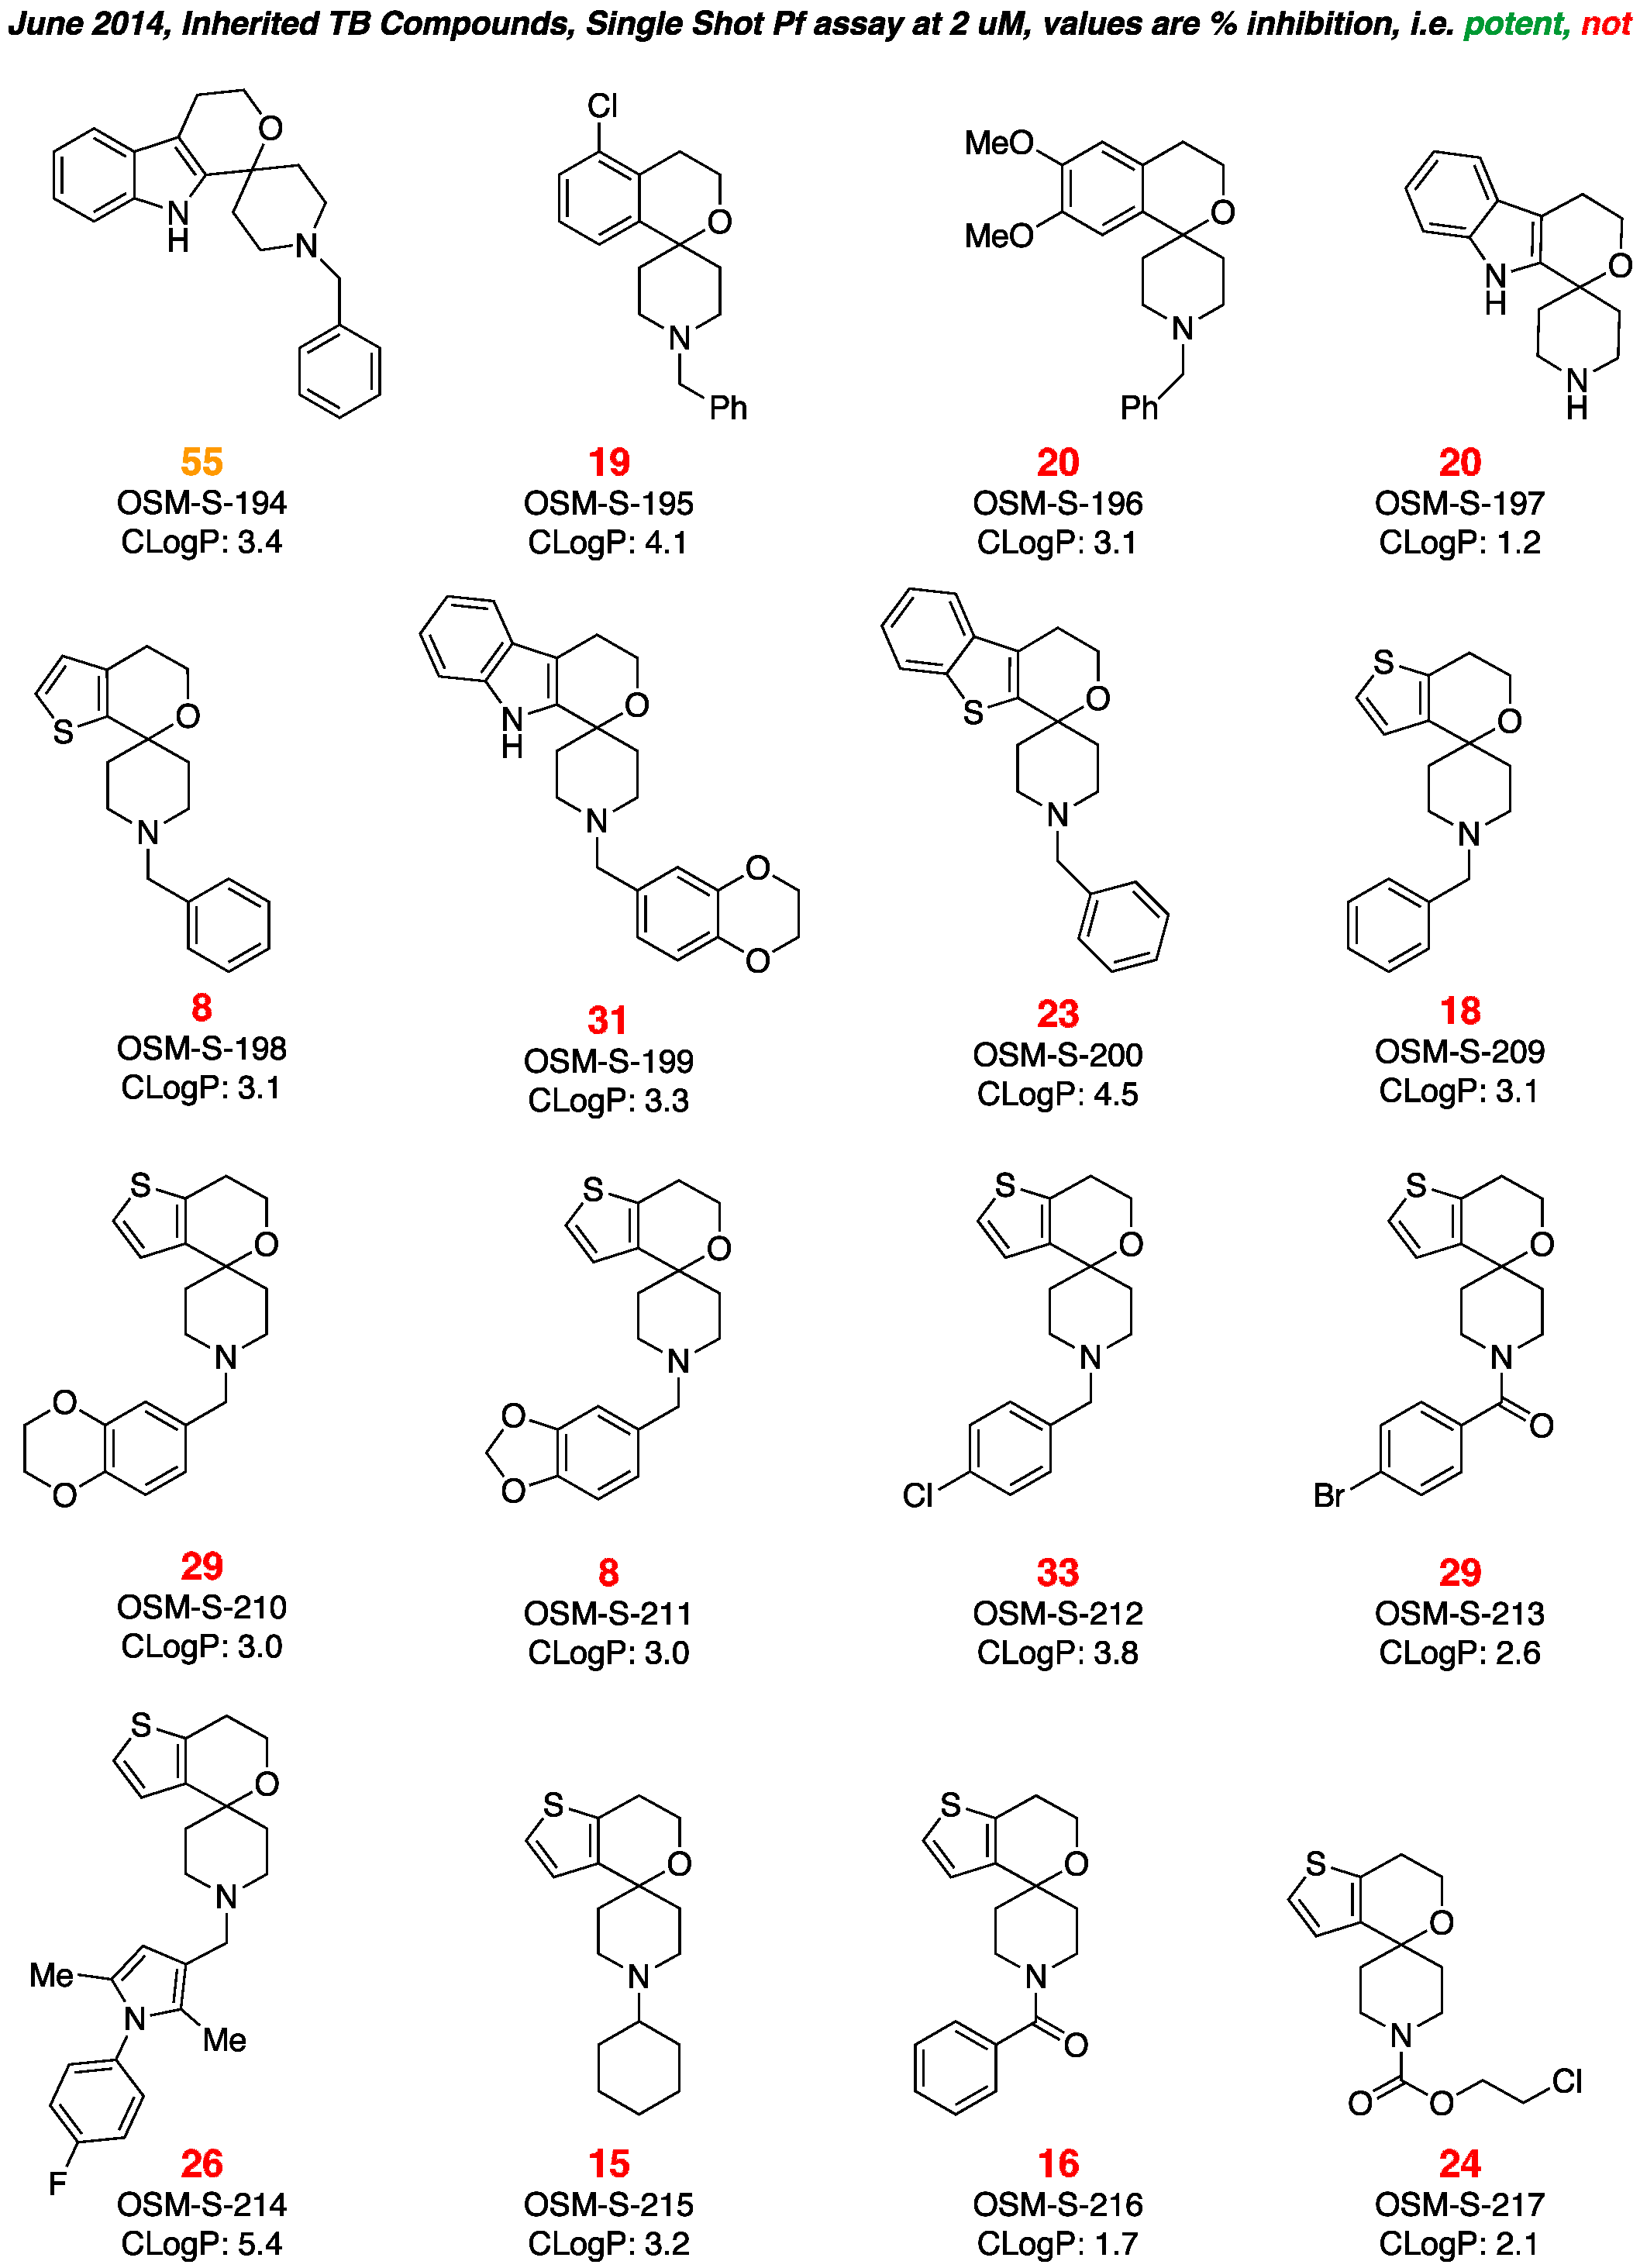 June 2014, Inherited TB Compounds, Single Shot Pf assay at 2 uM, values are % inhibition, i.e. potent, not
O
N
H
N
Cl
O
N
Ph
MeO
MeO
O
N
Ph
O
N
H
N
H
55
OSM-S-194
CLogP: 3.4
19
OSM-S-195
CLogP: 4.1
20
OSM-S-196
CLogP: 3.1
20
OSM-S-197
CLogP: 1.2
S
O
N
N
H
O
N
O
O
S
O
N
S
O
N
8
OSM-S-198
CLogP: 3.1
31
OSM-S-199
CLogP: 3.3
23
OSM-S-200
CLogP: 4.5
18
OSM-S-209
CLogP: 3.1
S
O
N
O
O
S
O
N
O
O
S
O
N
Cl
S
O
N
O
Br
29
OSM-S-210
CLogP: 3.0
8
OSM-S-211
CLogP: 3.0
33
OSM-S-212
CLogP: 3.8
29
OSM-S-213
CLogP: 2.6
S
O
N
Me
N
Me
F
S
O
N
S
O
N
O
S
O
N
O
O
Cl
26
OSM-S-214
CLogP: 5.4
15
OSM-S-215
CLogP: 3.2
16
OSM-S-216
CLogP: 1.7
24
OSM-S-217
CLogP: 2.1